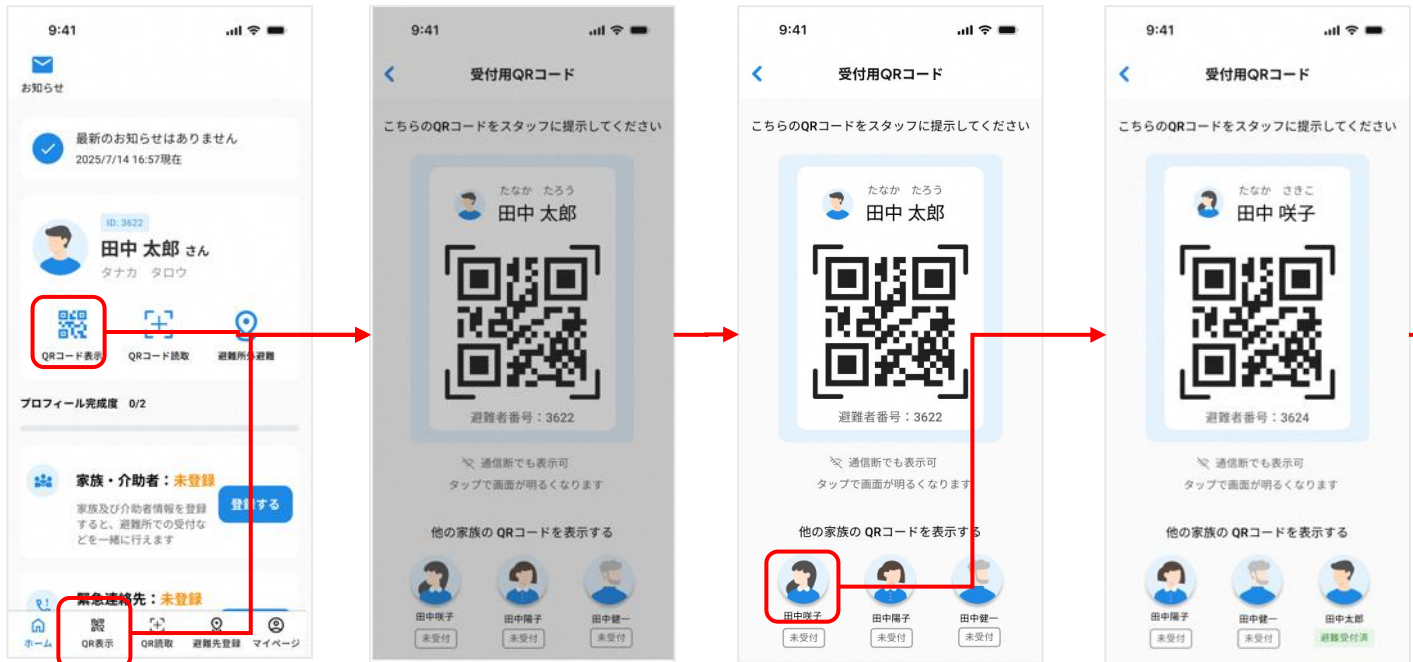 9:41
お知らせ
最新のお知らせはありません
2025/7/14 16:57現在
ID: 3622
田中 太郎 さん
タナカ タロウ
QRコード表示
QRコード読取
避難所外避難
プロフィール完成度 0/2
家族・介助者：未登録
家族及び介助者情報を登録
すると、避難所での受付な
どを一緒に行えます
登録する
緊急連絡先：未登録
ホーム
QR表示
QR読取
避難先登録
マイページ
9:41
受付用QRコード
こちらのQRコードをスタッフに提示してください
たなか たろう
田中 太郎
避難者番号：3622
通信断でも表示可
タップで画面が明るくなります
他の家族の QRコードを表示する
田中咲子
未受付
田中陽子
未受付
田中健一
未受付
9:41
受付用QRコード
こちらのQRコードをスタッフに提示してください
たなか たろう
田中 太郎
避難者番号：3622
通信断でも表示可
タップで画面が明るくなります
他の家族の QRコードを表示する
田中咲子
未受付
田中陽子
未受付
田中健一
未受付
9:41
受付用QRコード
こちらのQRコードをスタッフに提示してください
たなか さきこ
田中 咲子
避難者番号：3624
通信断でも表示可
タップで画面が明るくなります
他の家族の QRコードを表示する
田中陽子
未受付
田中健一
未受付
田中太郎
避難受付済